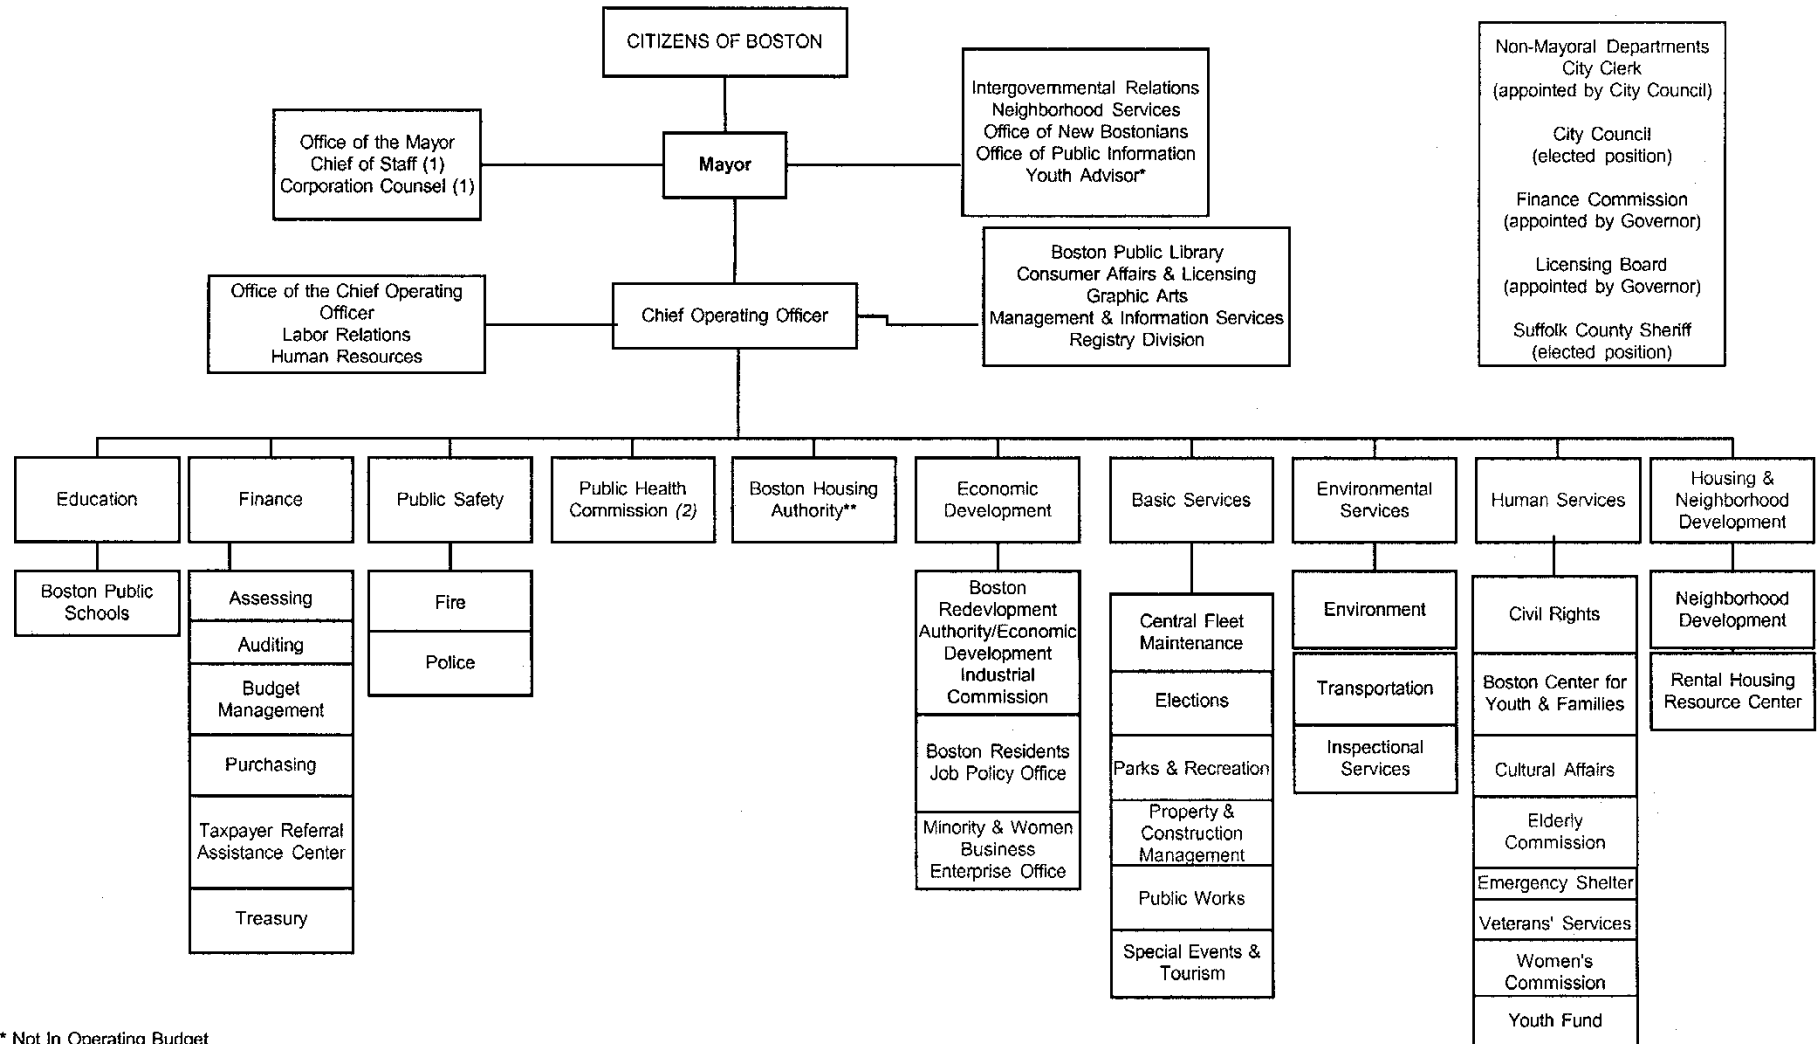 CITIZENS OF BOSTON
Office of the Mayor
Chief of Staff (1)
Corporation Counsel (1)
Mayor
Intergovernmental Relations
Neighborhood Services
Office of New Bostonians
Office of Public Information
Youth Advisor*
Non-Mayoral Departments
City Clerk
(appointed by City Council)
City Council
(elected position)
Finance Commission
(appointed by Governor)
Licensing Board
(appointed by Governor)
Suffolk County Sheriff
(elected position)
Office of the Chief Operating
Officer
Labor Relations
Human Resources
Chief Operating Officer
Boston Public Library
Consumer Affairs & Licensing
Graphic Arts
Management & Information Services
Registry Division
Education
Boston Public
Schools
Finance
Assessing
Auditing
Budget
Management
Purchasing
Taxpayer Referral
Assistance Center
Treasury
Public Safety
Fire
Police
Public Health
Commission (2)
Boston Housing
Authority**
Economic
Development
Boston
Redevlopment
Authority/Economic
Development
Industrial
Commission
Boston Residents
Job Policy Office
Minority & Women
Business
Enterprise Office
Basic Services
Central Fleet
Maintenance
Elections
Parks & Recreation
Property &
Construction
Management
Public Works
Special Events &
Tourism
Environmental
Services
Environment
Transportation
Inspectional
Services
Human Services
Civil Rights
Boston Center for
Youth & Families
Cultural Affairs
Elderly
Commission
Emergency Shelter
Veterans' Services
Women's
Commission
Youth Fund
Housing &
Neighborhood
Development
Neighborhood
Development
Rental Housing
Resource Center
* Not In Operating Budget